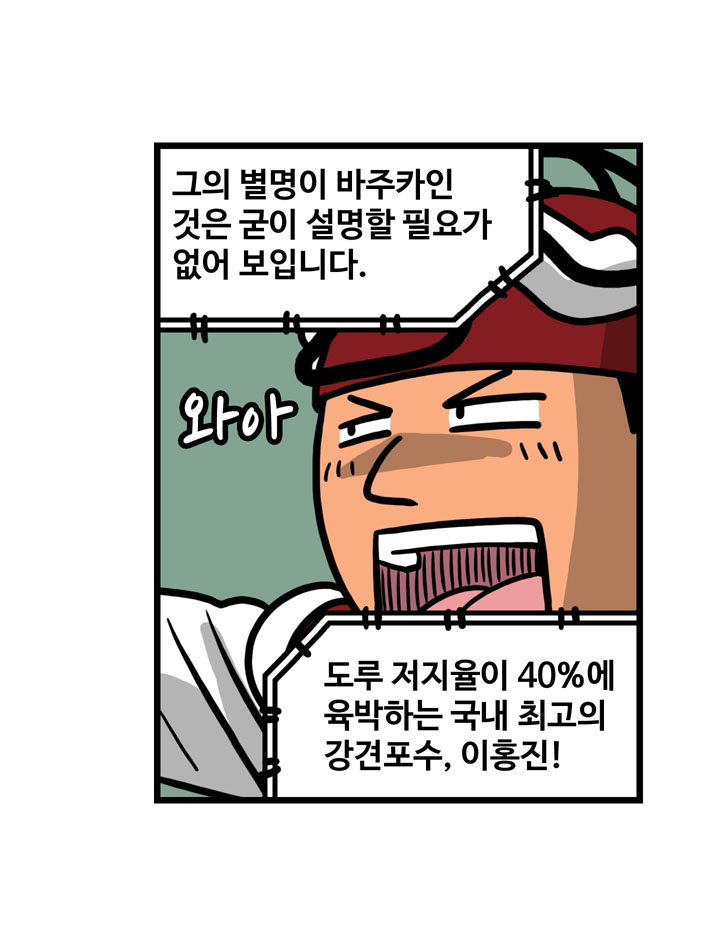 그의 별명이 바주카인
것은 굳이 설명할 필요가
없어 보입니다.
와아
도루 저지율이 40%에
육박하는 국내 최고의
강견포수, 이홍진!